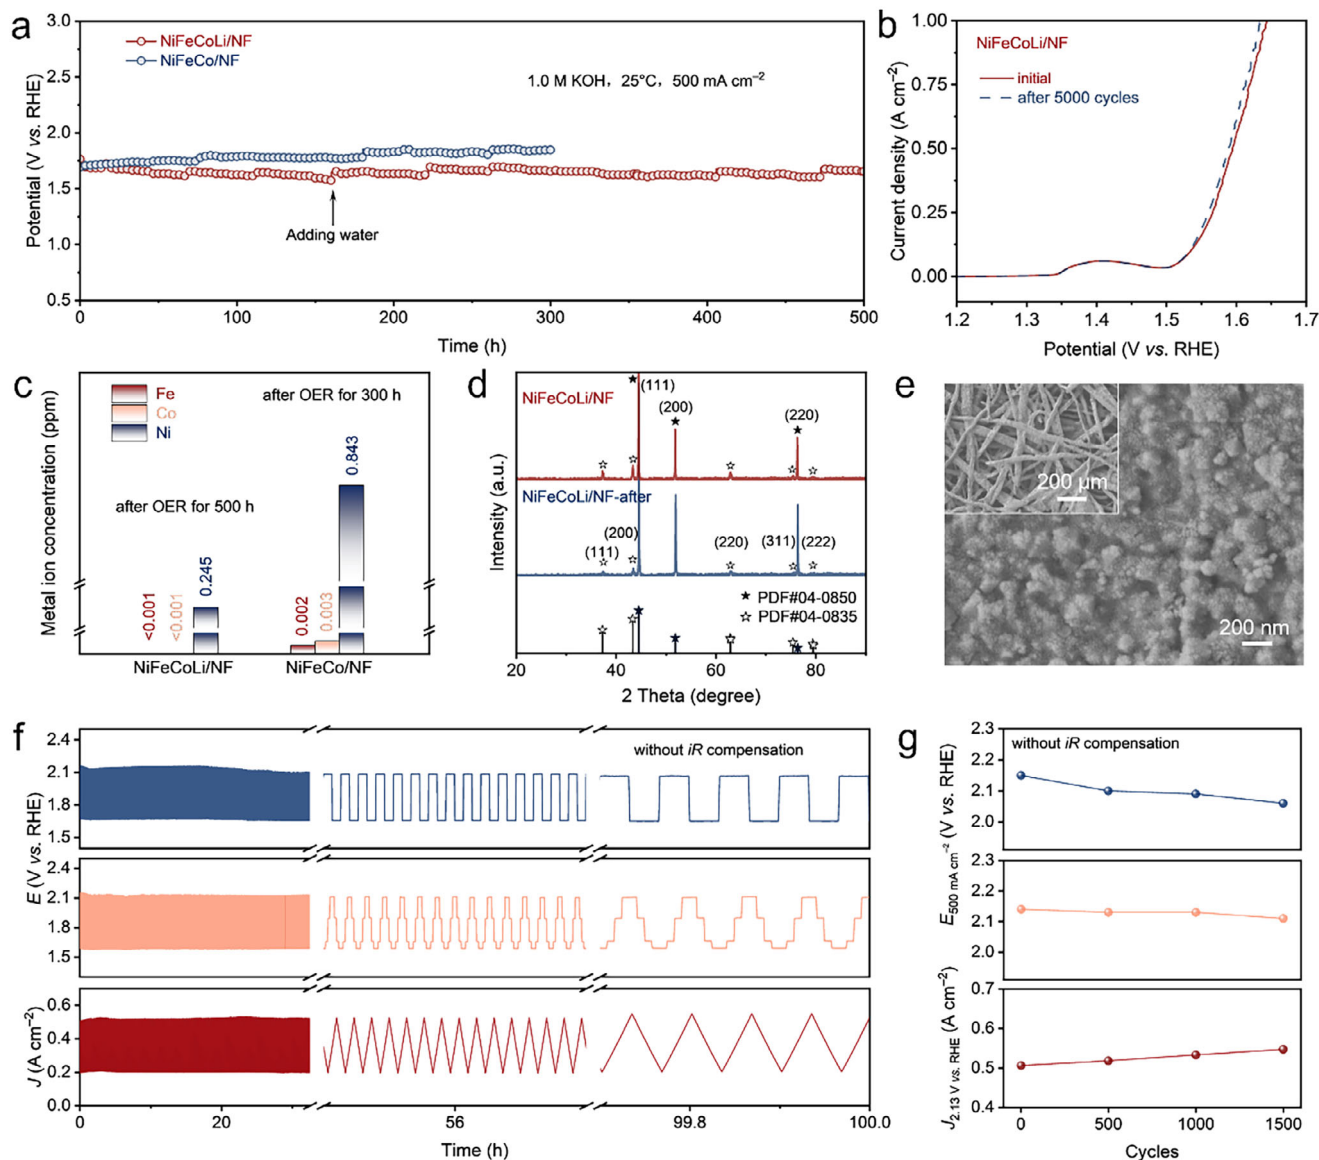 a
3.0
2.5
2.0
1.5
1.0
0.5
Potential (V vs. RHE)
NiFeCoLi/NF
NiFeCo/NF
1.0 M KOH, 25°C, 500 mA cm⁻²
Adding water
0 100 200 300 400 500
Time (h)
b
1.00
0.75
0.50
0.25
0.00
Current density (A cm⁻²)
NiFeCoLi/NF
initial
after 5000 cycles
1.2 1.3 1.4 1.5 1.6 1.7
Potential (V vs. RHE)
c
Metal ion concentration (ppm)
Fe
Co
Ni
after OER for 300 h
after OER for 500 h
<0.001
<0.001
0.245
0.002
0.003
0.843
NiFeCoLi/NF NiFeCo/NF
d
Intensity (a.u.)
NiFeCoLi/NF
(111)
(200)
(220)
NiFeCoLi/NF-after
(111)
(200)
(220)
(311)
(222)
★ PDF#04-0850
☆ PDF#04-0835
20 40 60 80
2 Theta (degree)
e
200 μm
200 nm
f
E (V vs. RHE)
2.4
2.1
1.8
1.5
without iR compensation
2.4
2.1
1.8
1.5
J (A cm⁻²)
0.6
0.4
0.2
0.0
0 20 56 99.8 100.0
Time (h)
g
without iR compensation
E500 mA cm⁻² (V vs. RHE)
2.3
2.2
2.1
2.0
2.3
2.2
2.1
2.0
J2.13 V vs. RHE (A cm⁻²)
0.7
0.6
0.5
0.4
0 500 1000 1500
Cycles